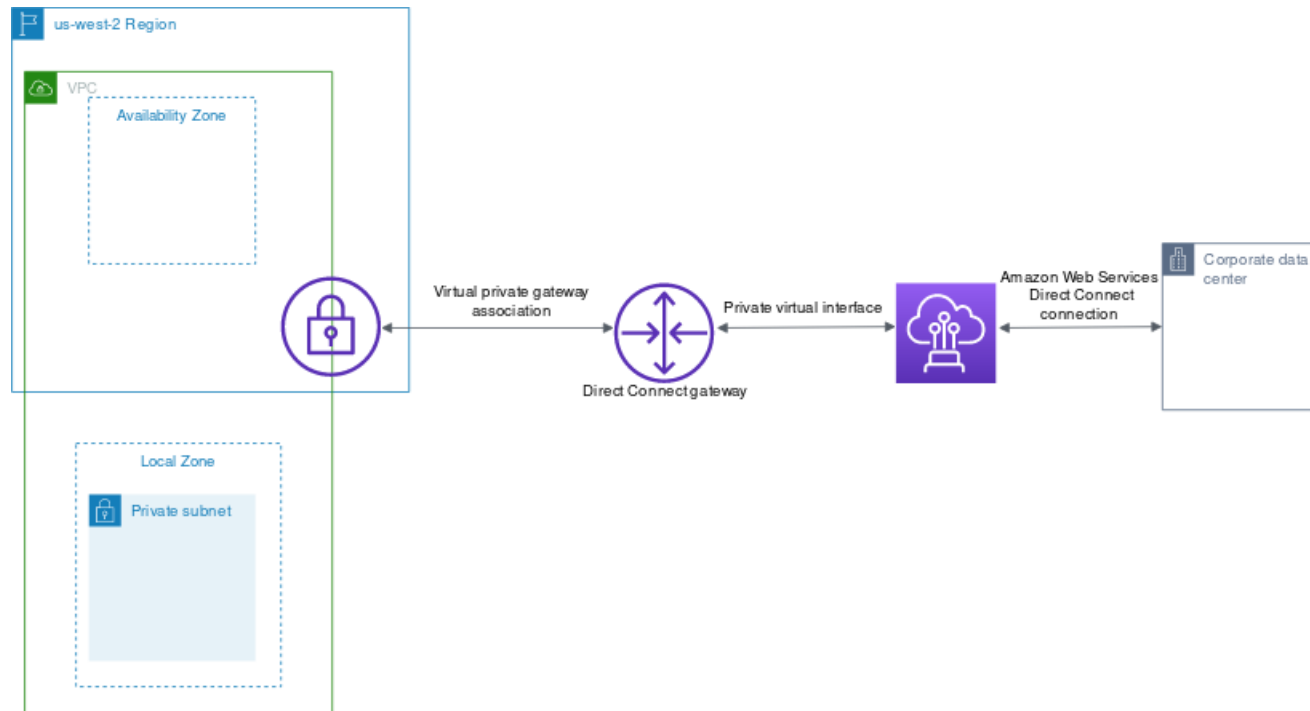 us-west-2 Region
VPC
Availability Zone
Virtual private gateway
association
Direct Connect gateway
Private virtual interface
Amazon Web Services
Direct Connect
connection
Corporate data
center
Local Zone
Private subnet